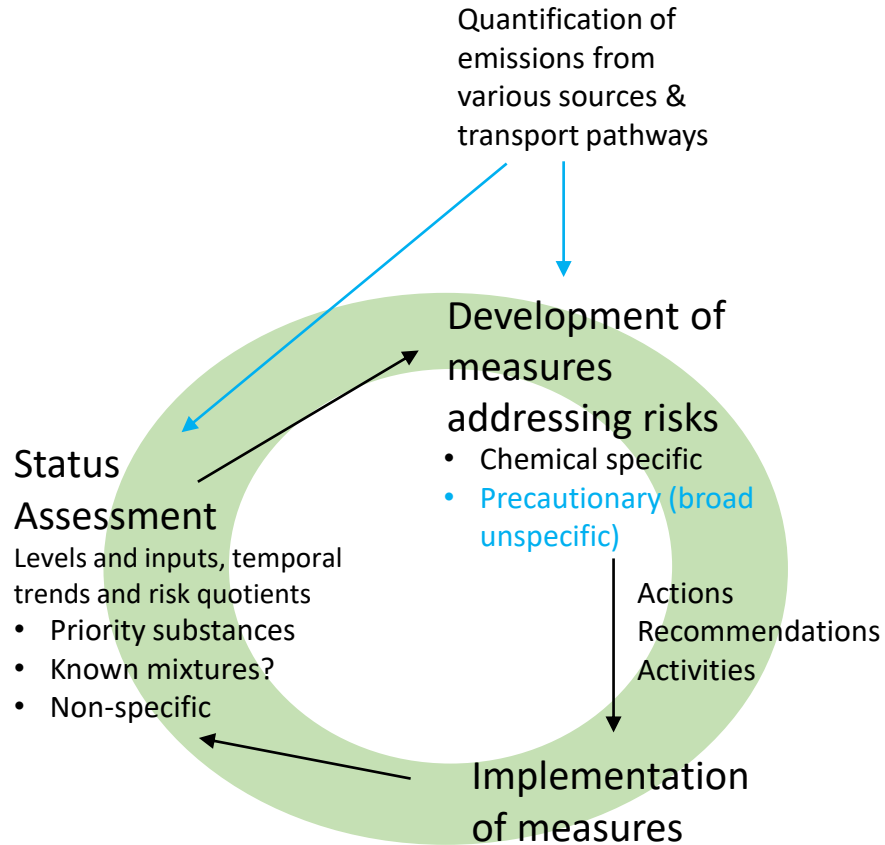 Quantification of
emissions from
various sources &
transport pathways
Development of
measures
addressing risks
• Chemical specific
• Precautionary (broad
unspecific)
Status
Assessment
Levels and inputs, temporal
trends and risk quotients
• Priority substances
• Known mixtures?
• Non-specific
Actions
Recommendations
Activities
Implementation
of measures